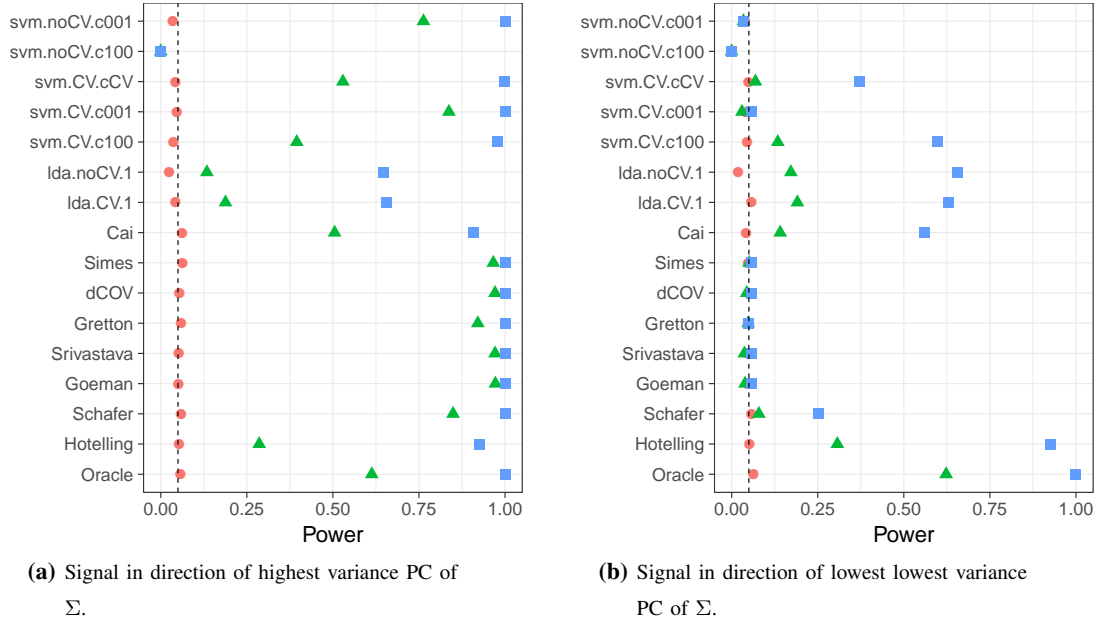 svm.noCV.c001
svm.noCV.c100
svm.CV.cCV
svm.CV.c001
svm.CV.c100
lda.noCV.1
lda.CV.1
Cai
Simes
dCOV
Gretton
Srivastava
Goeman
Schafer
Hotelling
Oracle
0.00 0.25 0.50 0.75 1.00
Power
(a) Signal in direction of highest variance PC of
Σ.
svm.noCV.c001
svm.noCV.c100
svm.CV.cCV
svm.CV.c001
svm.CV.c100
lda.noCV.1
lda.CV.1
Cai
Simes
dCOV
Gretton
Srivastava
Goeman
Schafer
Hotelling
Oracle
0.00 0.25 0.50 0.75 1.00
Power
(b) Signal in direction of lowest lowest variance
PC of Σ.